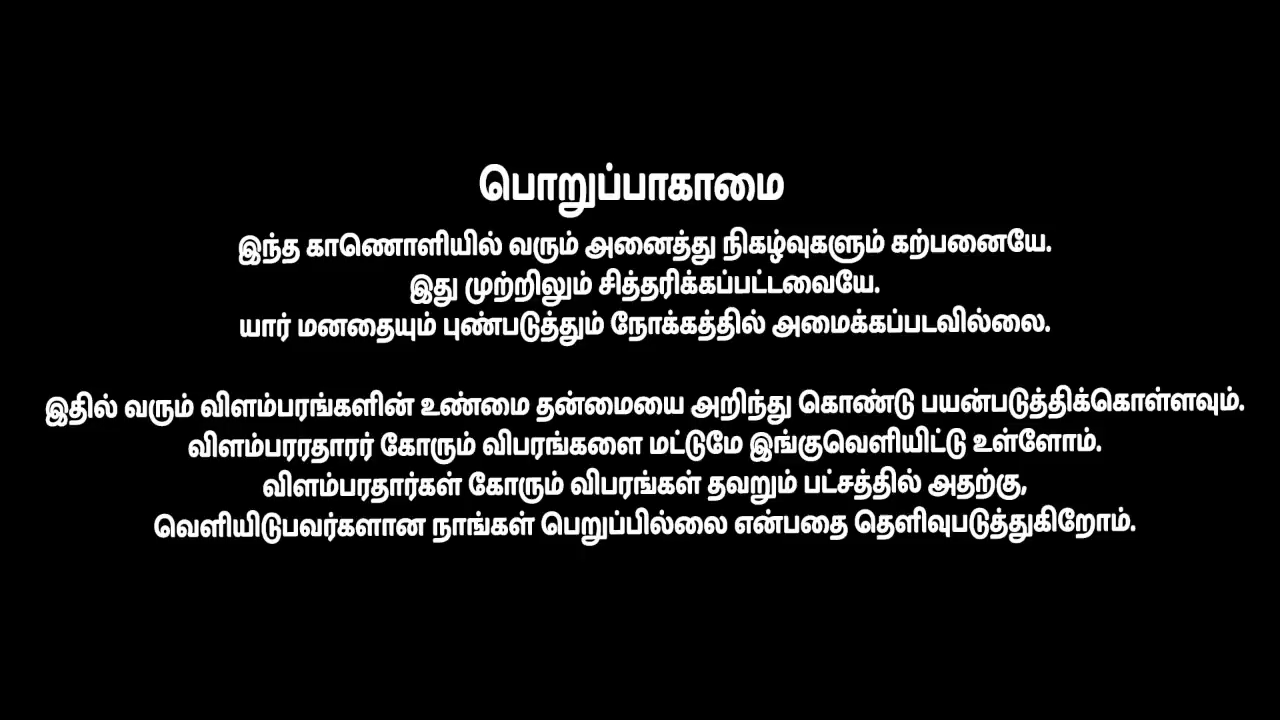 பொறுப்பாகாமை
இந்த காணொளியில் வரும் அனைத்து நிகழ்வுகளும் கற்பனையே.
இது முற்றிலும் சித்தரிக்கப்பட்டவையே.
யார் மனதையும் புண்படுத்தும் நோக்கத்தில் அமைக்கப்படவில்லை.
இதில் வரும் விளம்பரங்களின் உண்மை தன்மையை அறிந்து கொண்டு பயன்படுத்திக்கொள்ளவும்.
விளம்பரரதாரர் கோரும் விபரங்களை மட்டுமே இங்குவெளியிட்டு உள்ளோம்.
விளம்பரதார்கள் கோரும் விபரங்கள் தவறும் பட்சத்தில் அதற்கு,
வெளியிடுபவர்களான நாங்கள் பெறுப்பில்லை என்பதை தெளிவுபடுத்துகிறோம்.